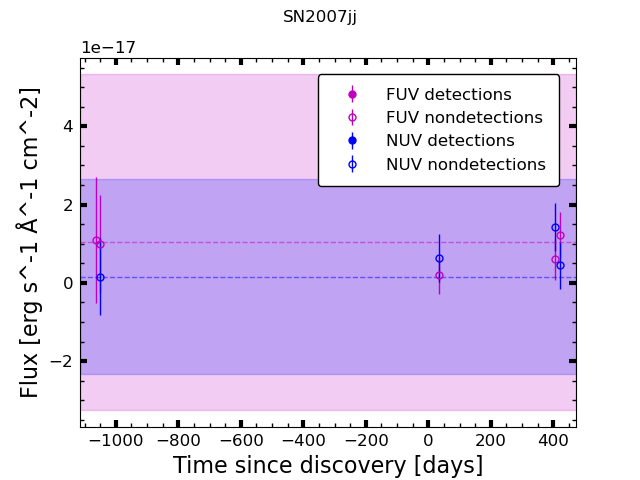 SN2007jj
1e−17
FUV detections
FUV nondetections
NUV detections
NUV nondetections
4
2
0
−2
Flux [erg s^-1 Å^-1 cm^-2]
−1000 −800 −600 −400 −200 0 200 400
Time since discovery [days]